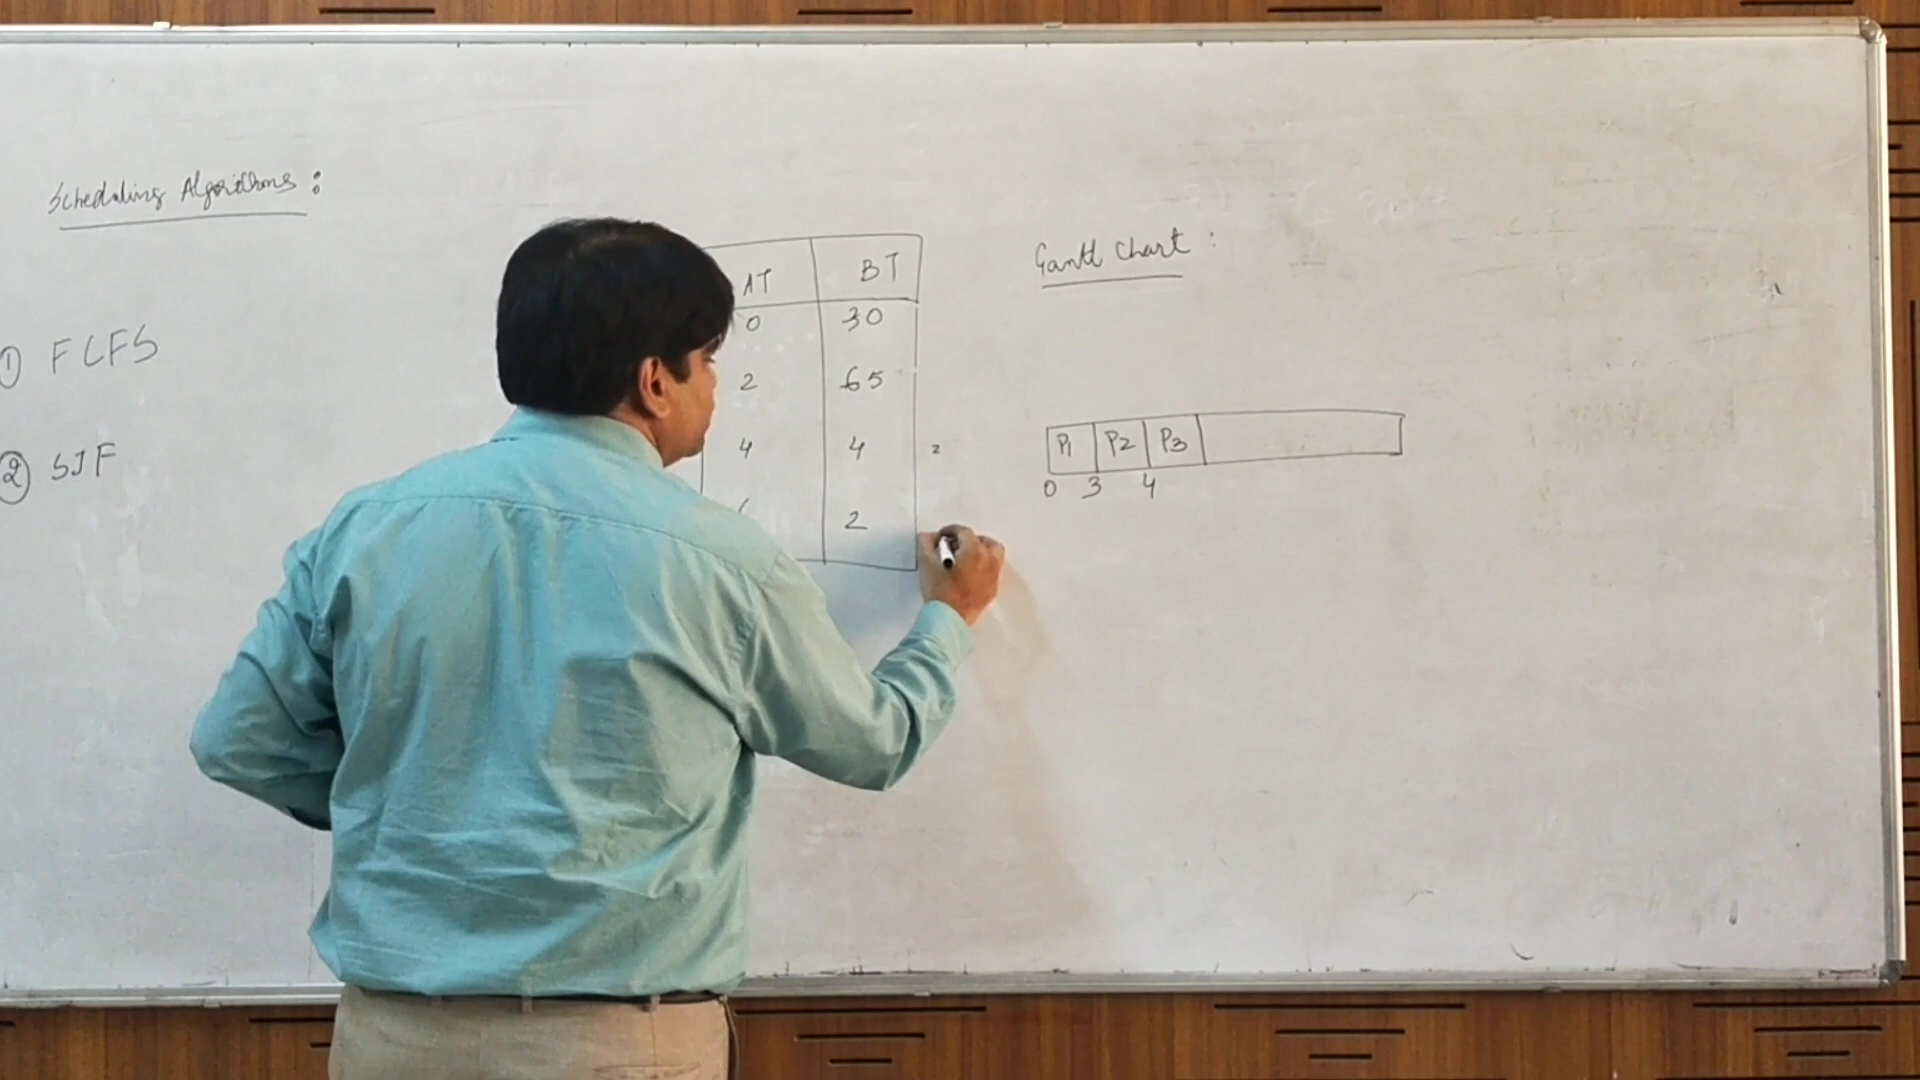 Scheduling Algorithms :
① FCFS
② SJF
AT BT
0 30
2 65
4 4 2
2
Gantt Chart :
P1 P2 P3
0 3 4